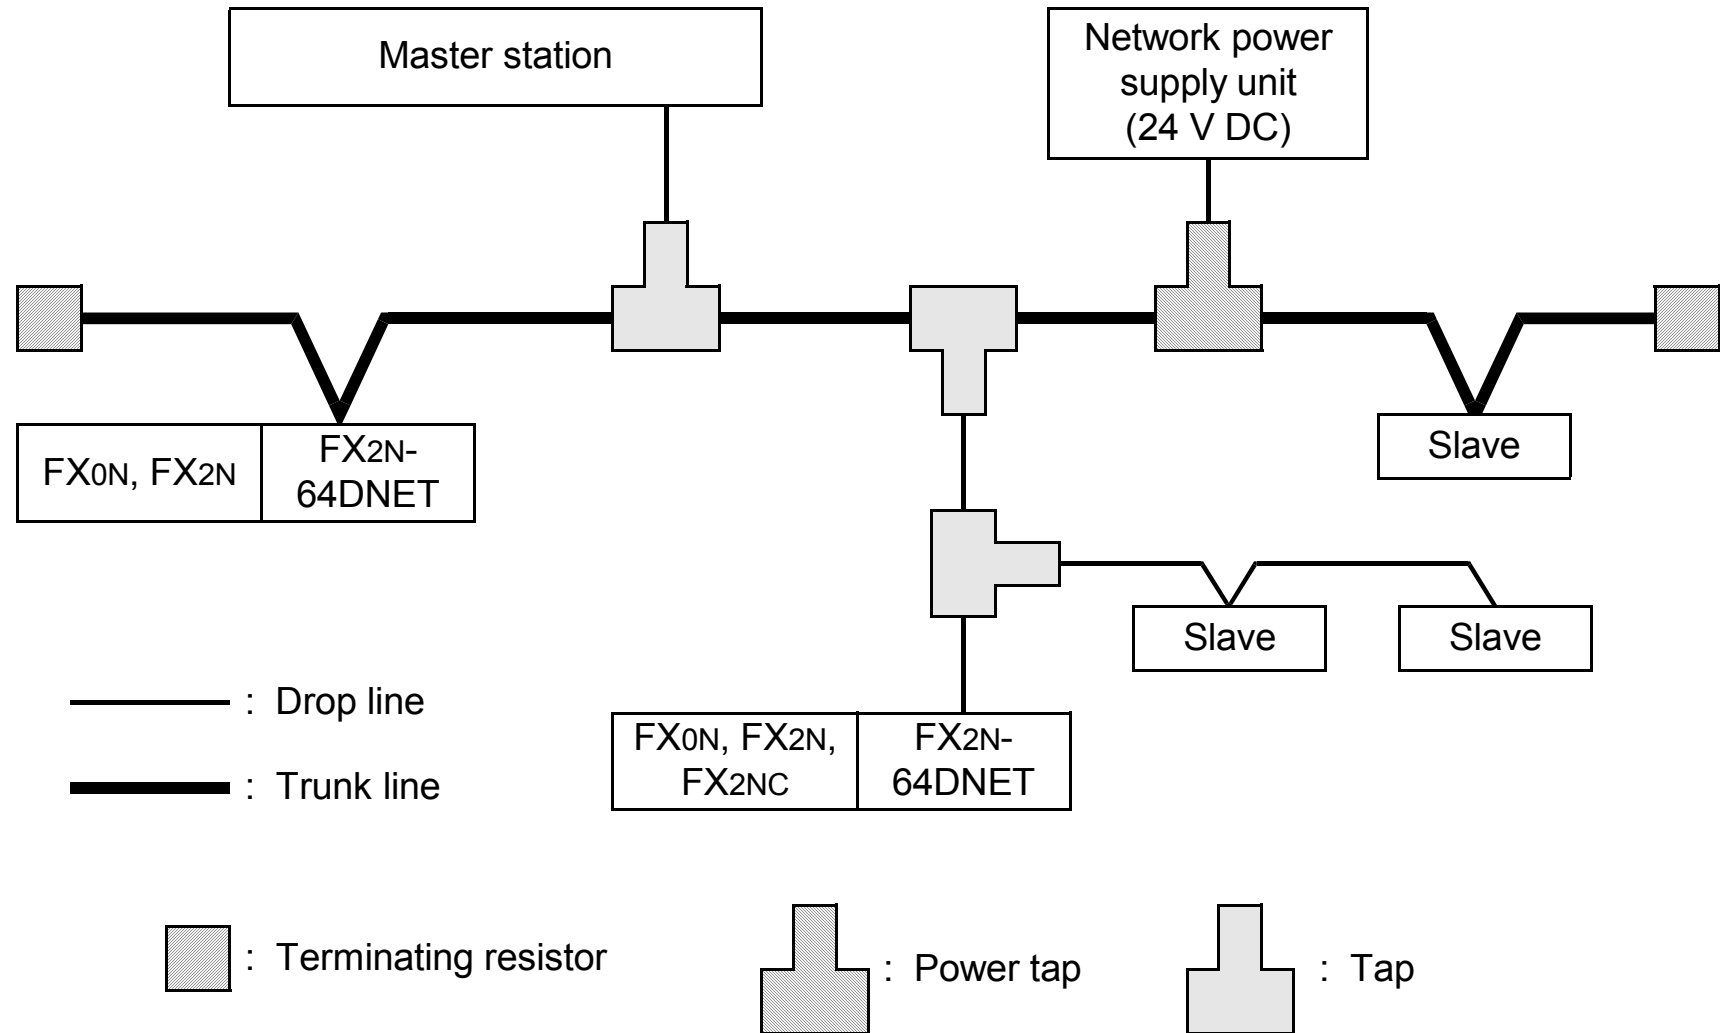 Master station
Network power
supply unit
(24 V DC)
FX0N, FX2N
FX2N-
64DNET
Slave
Slave
Slave
FX0N, FX2N,
FX2NC
FX2N-
64DNET
: Drop line
: Trunk line
: Terminating resistor
: Power tap
: Tap